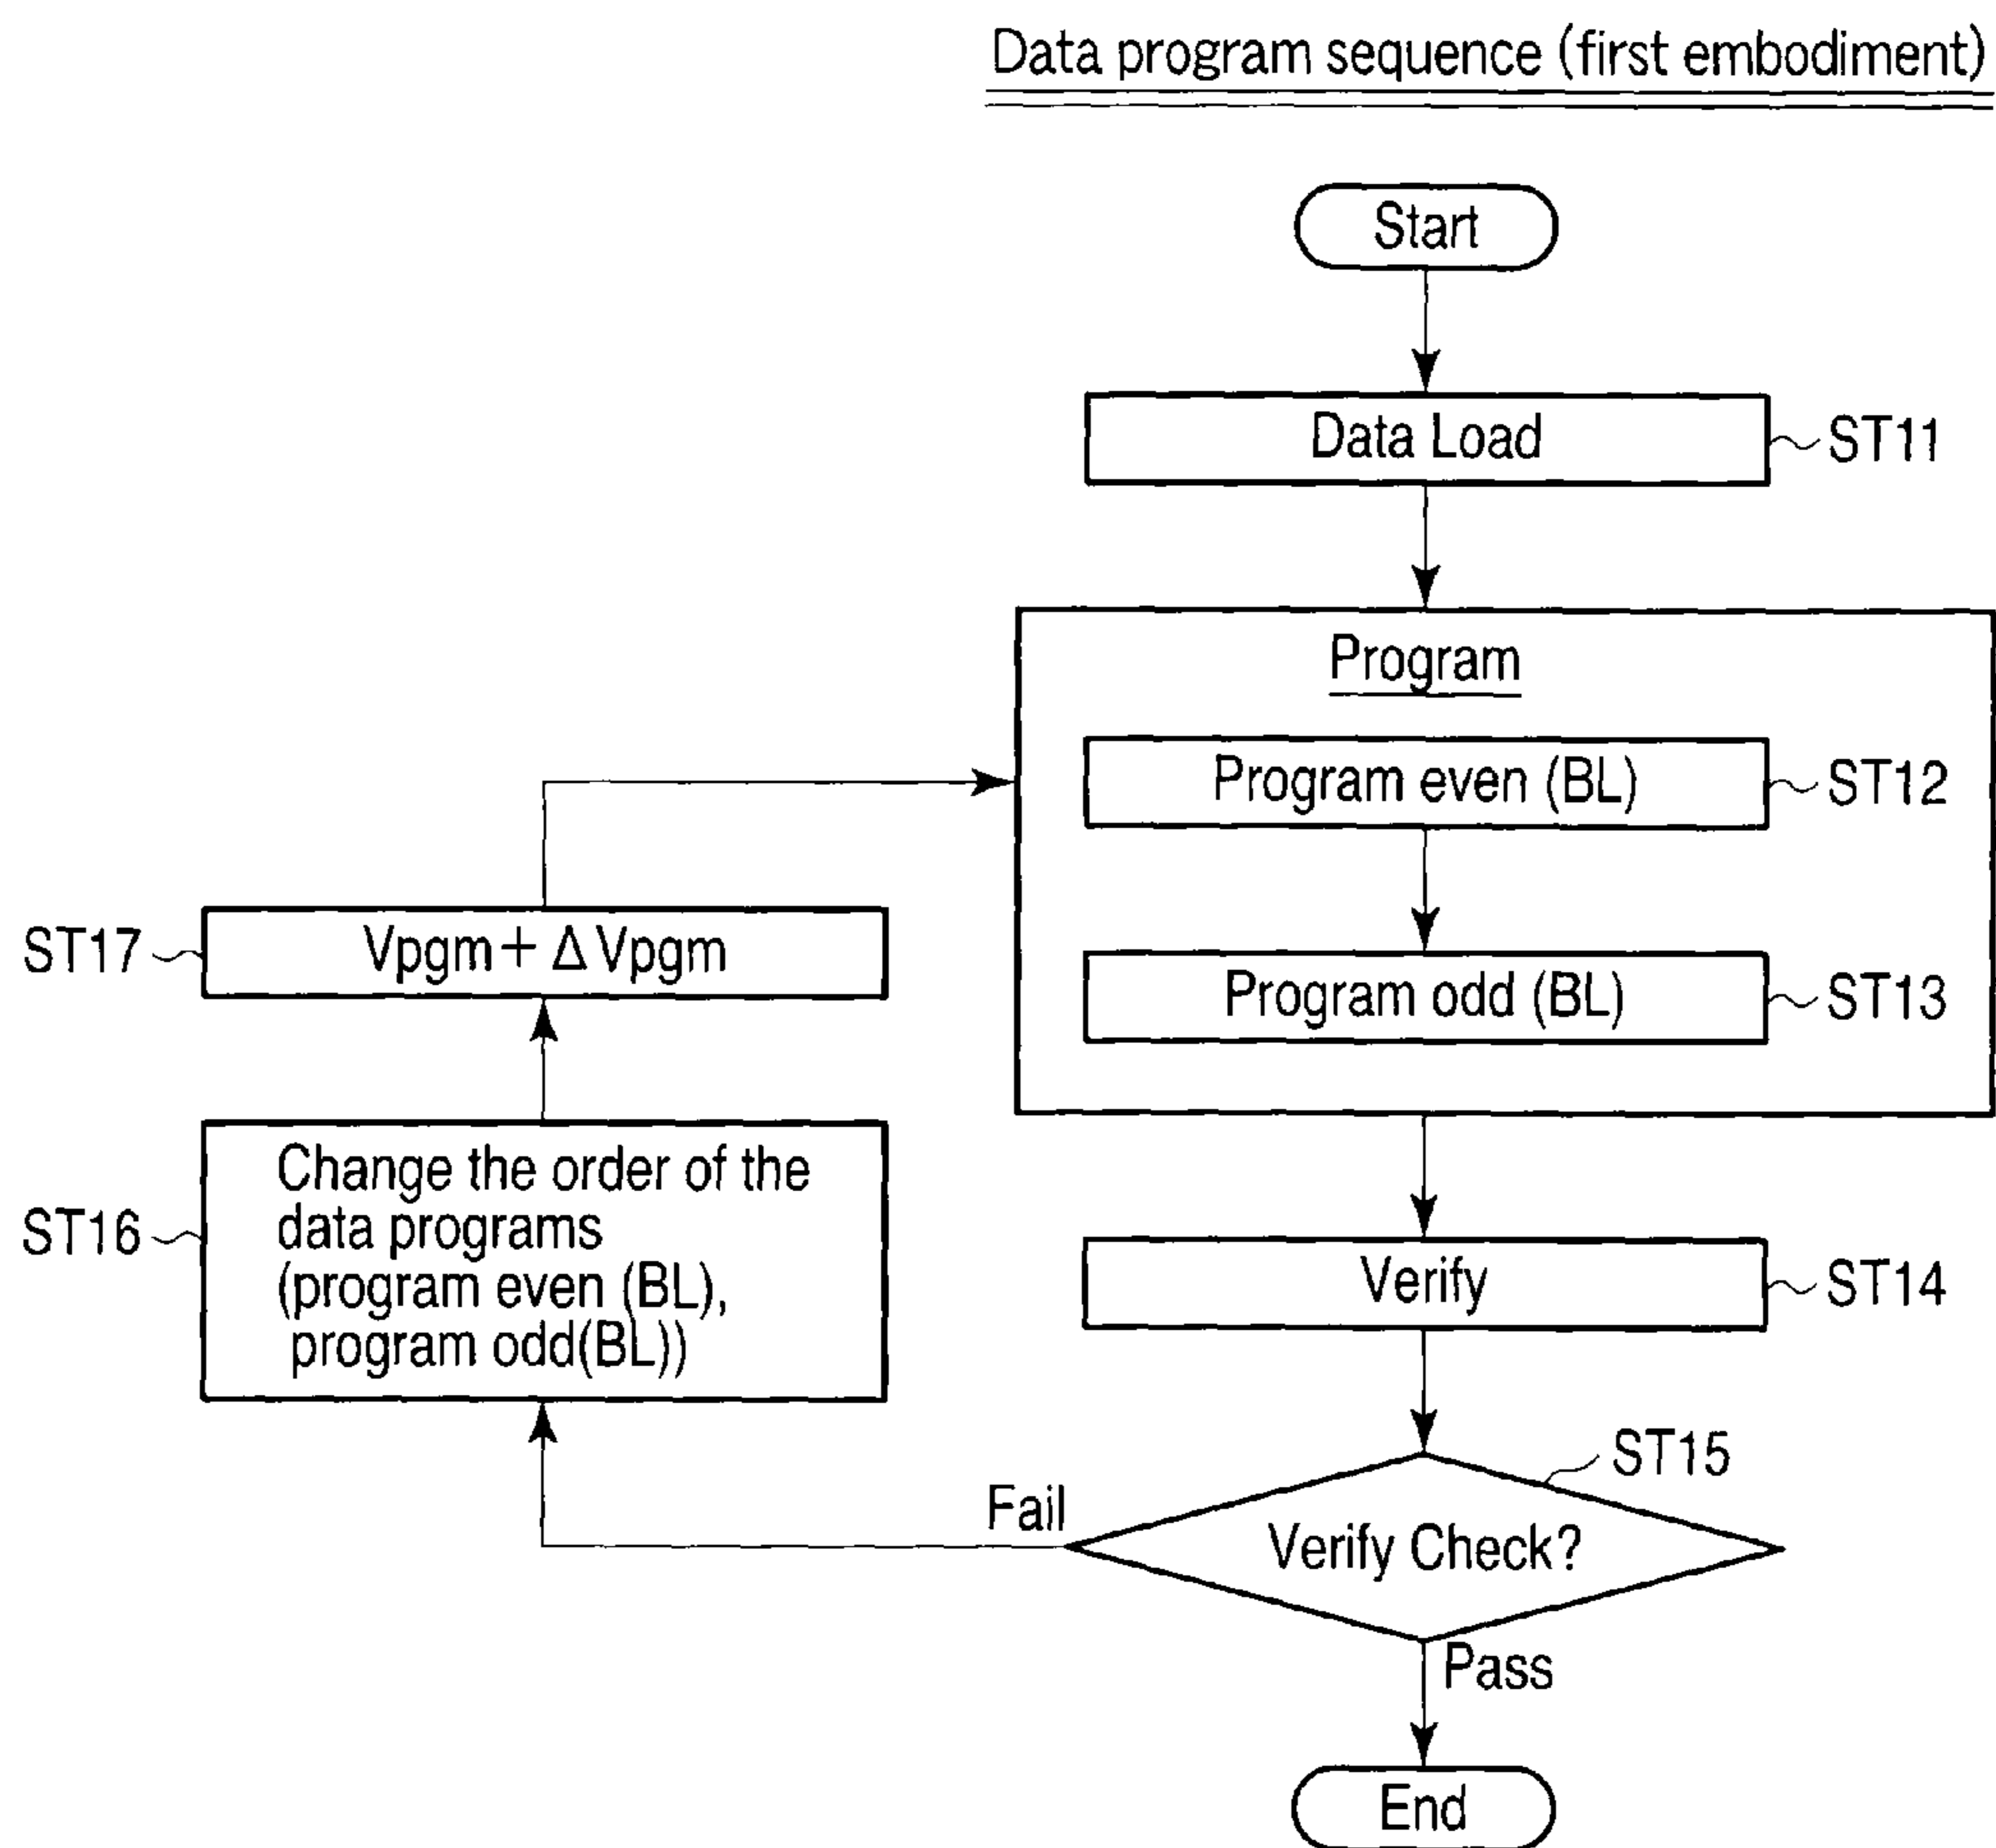 Data program sequence (first embodiment)
Start
Data Load
ST11
Program
Program even (BL)
ST12
Program odd (BL)
ST13
ST17
Vpgm+ΔVpgm
ST16
Change the order of the
data programs
(program even (BL),
program odd(BL))
Verify
ST14
ST15
Verify Check?
Fail
Pass
End